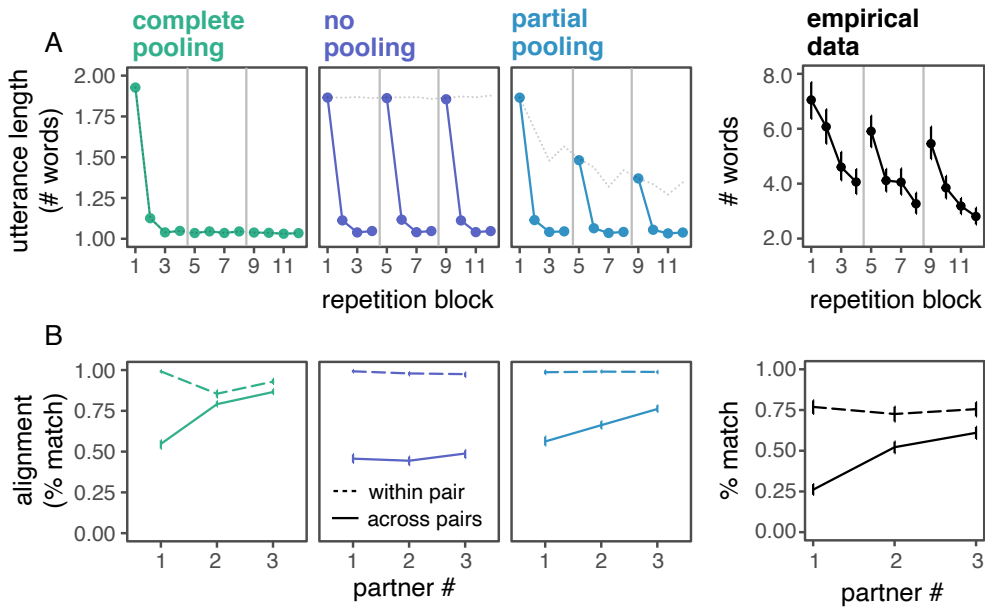 A
complete
pooling
no
pooling
partial
pooling
empirical
data
utterance length
(# words)
2.00
1.75
1.50
1.25
1.00
1 3 5 7 9 11
1 3 5 7 9 11
1 3 5 7 9 11
repetition block
# words
8.0
6.0
4.0
2.0
1 3 5 7 9 11
repetition block
B
alignment
(% match)
1.00
0.75
0.50
0.25
0.00
within pair
across pairs
1 2 3
1 2 3
1 2 3
partner #
% match
1.00
0.75
0.50
0.25
0.00
1 2 3
partner #